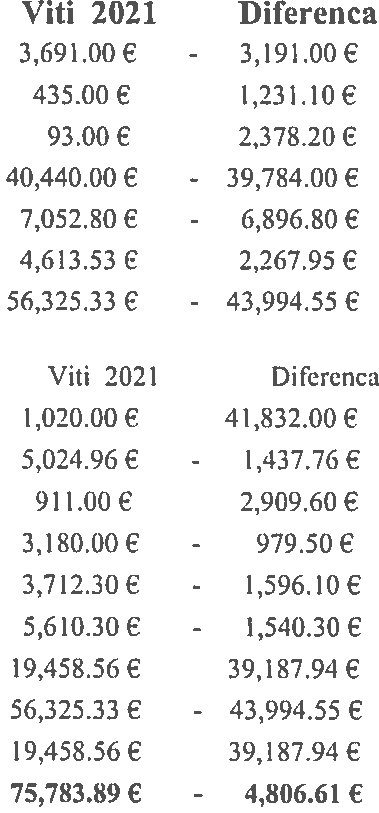 Viti 2021 Diferenca
3,691.00 € - 3,191.00 €
435.00 € 1,231.10 €
93.00 € 2,378.20 €
40,440.00 € - 39,784.00 €
7,052.80 € - 6,896.80 €
4,613.53 € 2,267.95 €
56,325.33 € - 43,994.55 €
Viti 2021 Diferenca
1,020.00 € 41,832.00 €
5,024.96 € - 1,437.76 €
911.00 € 2,909.60 €
3,180.00 € - 979.50 €
3,712.30 € - 1,596.10 €
5,610.30 € - 1,540.30 €
19,458.56 € 39,187.94 €
56,325.33 € - 43,994.55 €
19,458.56 € 39,187.94 €
75,783.89 € - 4,806.61 €